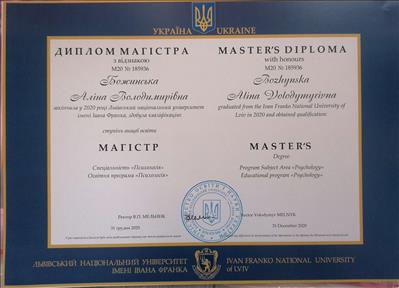 УКРАЇНА UKRAINE
ДИПЛОМ МАГІСТРА
з відзнакою
М20 № 185936
Божинська
Аліна Володимирівна
закінчила у 2020 році Львівський національний університет
імені Івана Франка, здобула кваліфікацію:
ступінь вищої освіти
МАГІСТР
Спеціальність «Психологія»
Освітня програма «Психологія»
Ректор В.П. МЕЛЬНИК
31 грудня 2020
MASTER'S DIPLOMA
with honours
M20 № 185936
Bozhynska
Alina Volodymyrivna
graduated from the Ivan Franko National University of
Lviv in 2020 and obtained qualification:
MASTER'S
Degree
Program Subject Area «Psychology»
Educational program «Psychology»
Rector Volodymyr MELNYK
31 December 2020
ЛЬВІВСЬКИЙ НАЦІОНАЛЬНИЙ УНІВЕРСИТЕТ
ІМЕНІ ІВАНА ФРАНКА
IVAN FRANKO NATIONAL UNIVERSITY
of LVIV